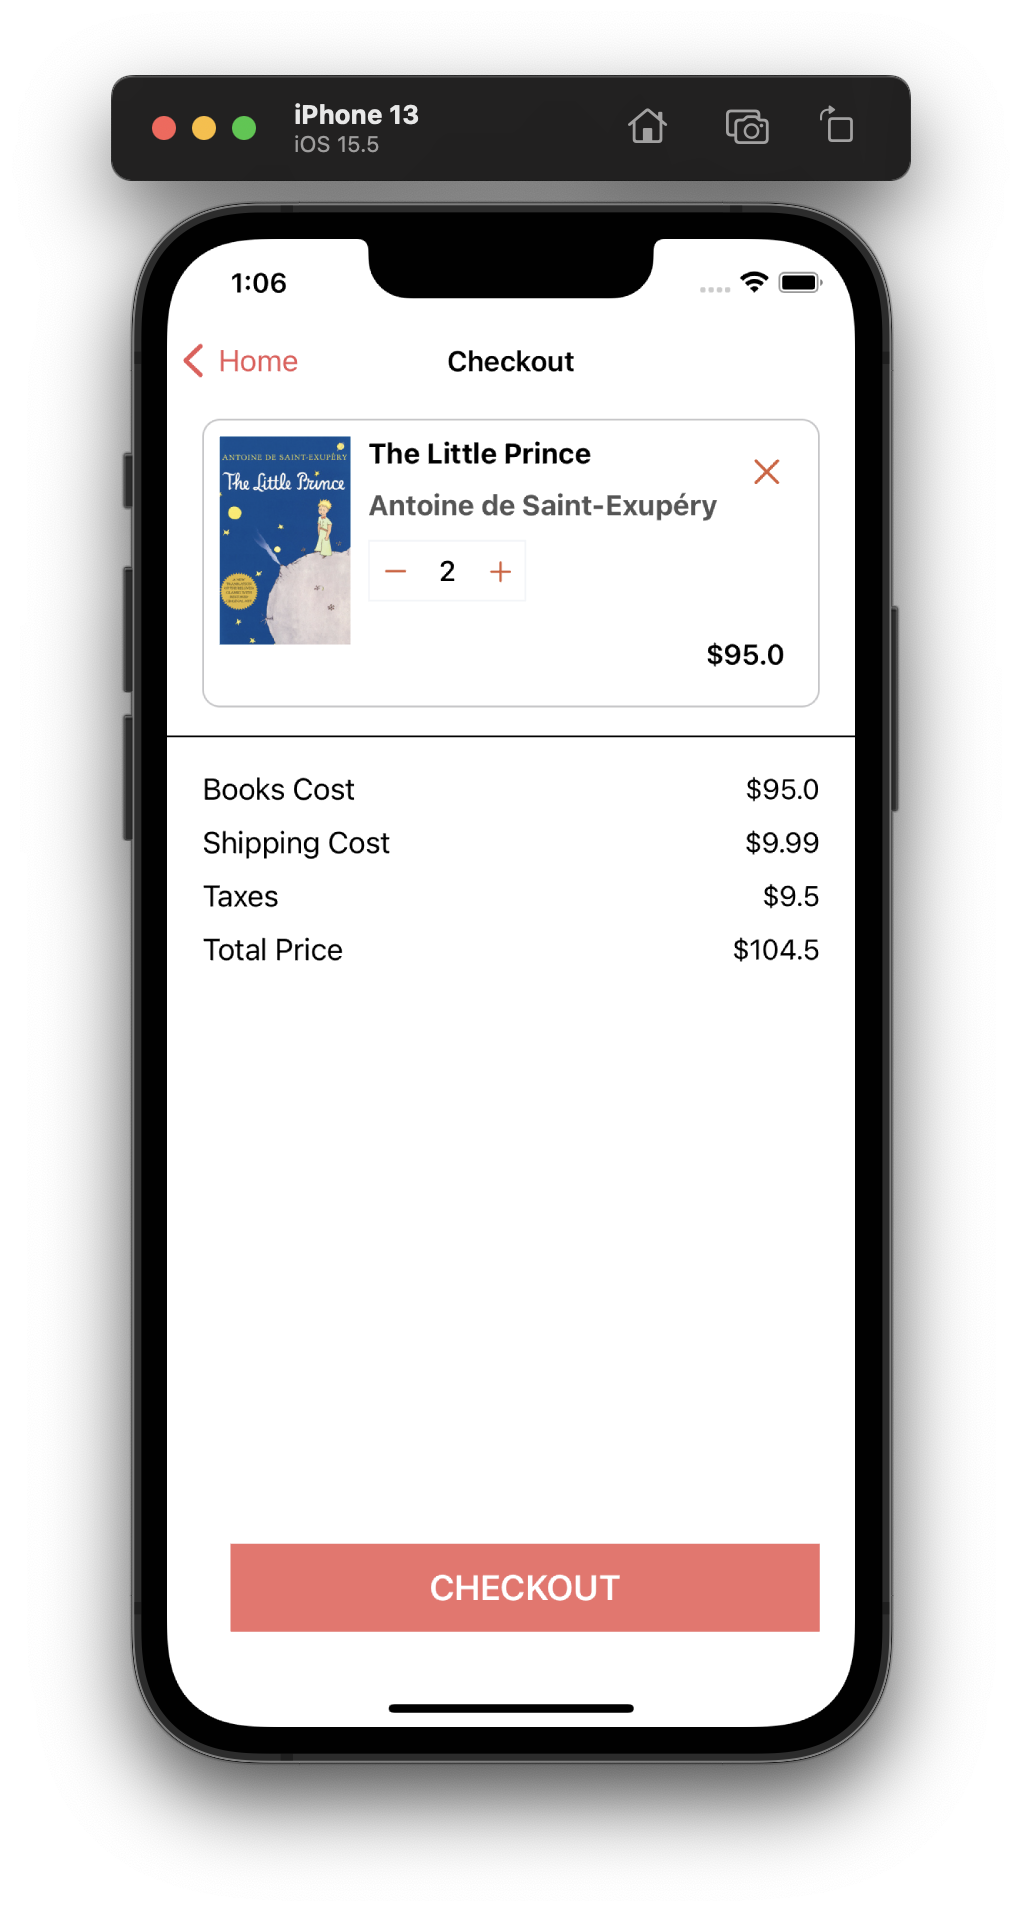 iPhone 13
iOS 15.5
1:06
Home
Checkout
ANTOINE DE SAINT-EXUPÉRY
The Little Prince
The Little Prince
Antoine de Saint-Exupéry
2
$95.0
Books Cost $95.0
Shipping Cost $9.99
Taxes $9.5
Total Price $104.5
CHECKOUT